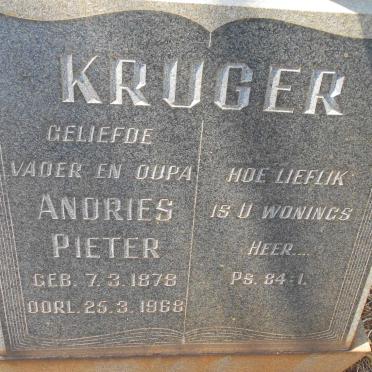 KRUGER
GELIEFDE
VADER EN OUPA
ANDRIES
PIETER
GEB. 7.3.1878
OORL. 25.3.1968
HOE LIEFLIK
IS U WONINGS
HEER...
PS. 84:1.